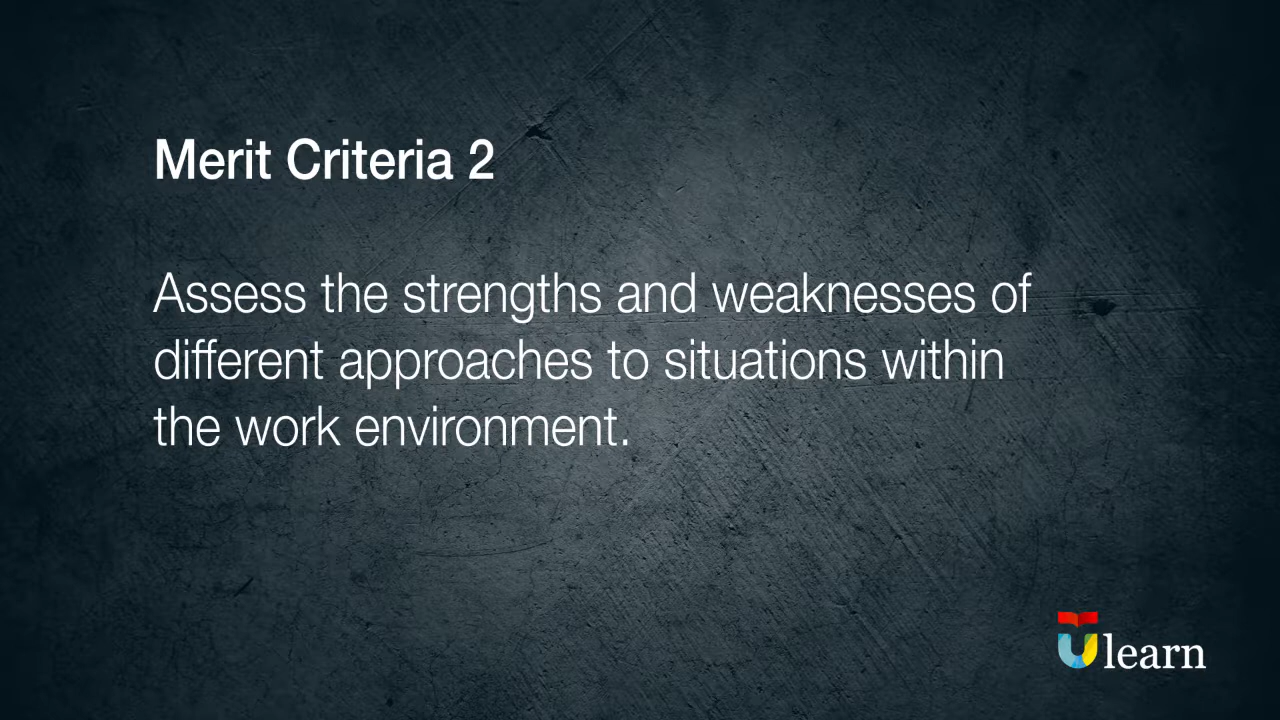 Merit Criteria 2
Assess the strengths and weaknesses of
different approaches to situations within
the work environment.
U learn